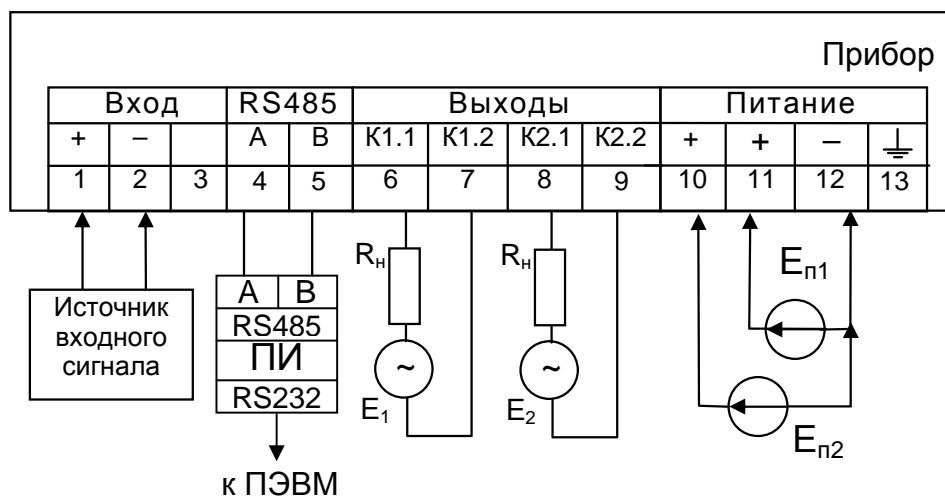 Прибор
Вход RS485 Выходы Питание
+ – А В К1.1 К1.2 К2.1 К2.2 + + –
1 2 3 4 5 6 7 8 9 10 11 12 13
Rн Rн
Eп1
А В
Источник
входного
сигнала
RS485
ПИ
RS232
~ ~
E1 E2
Eп2
к ПЭВМ